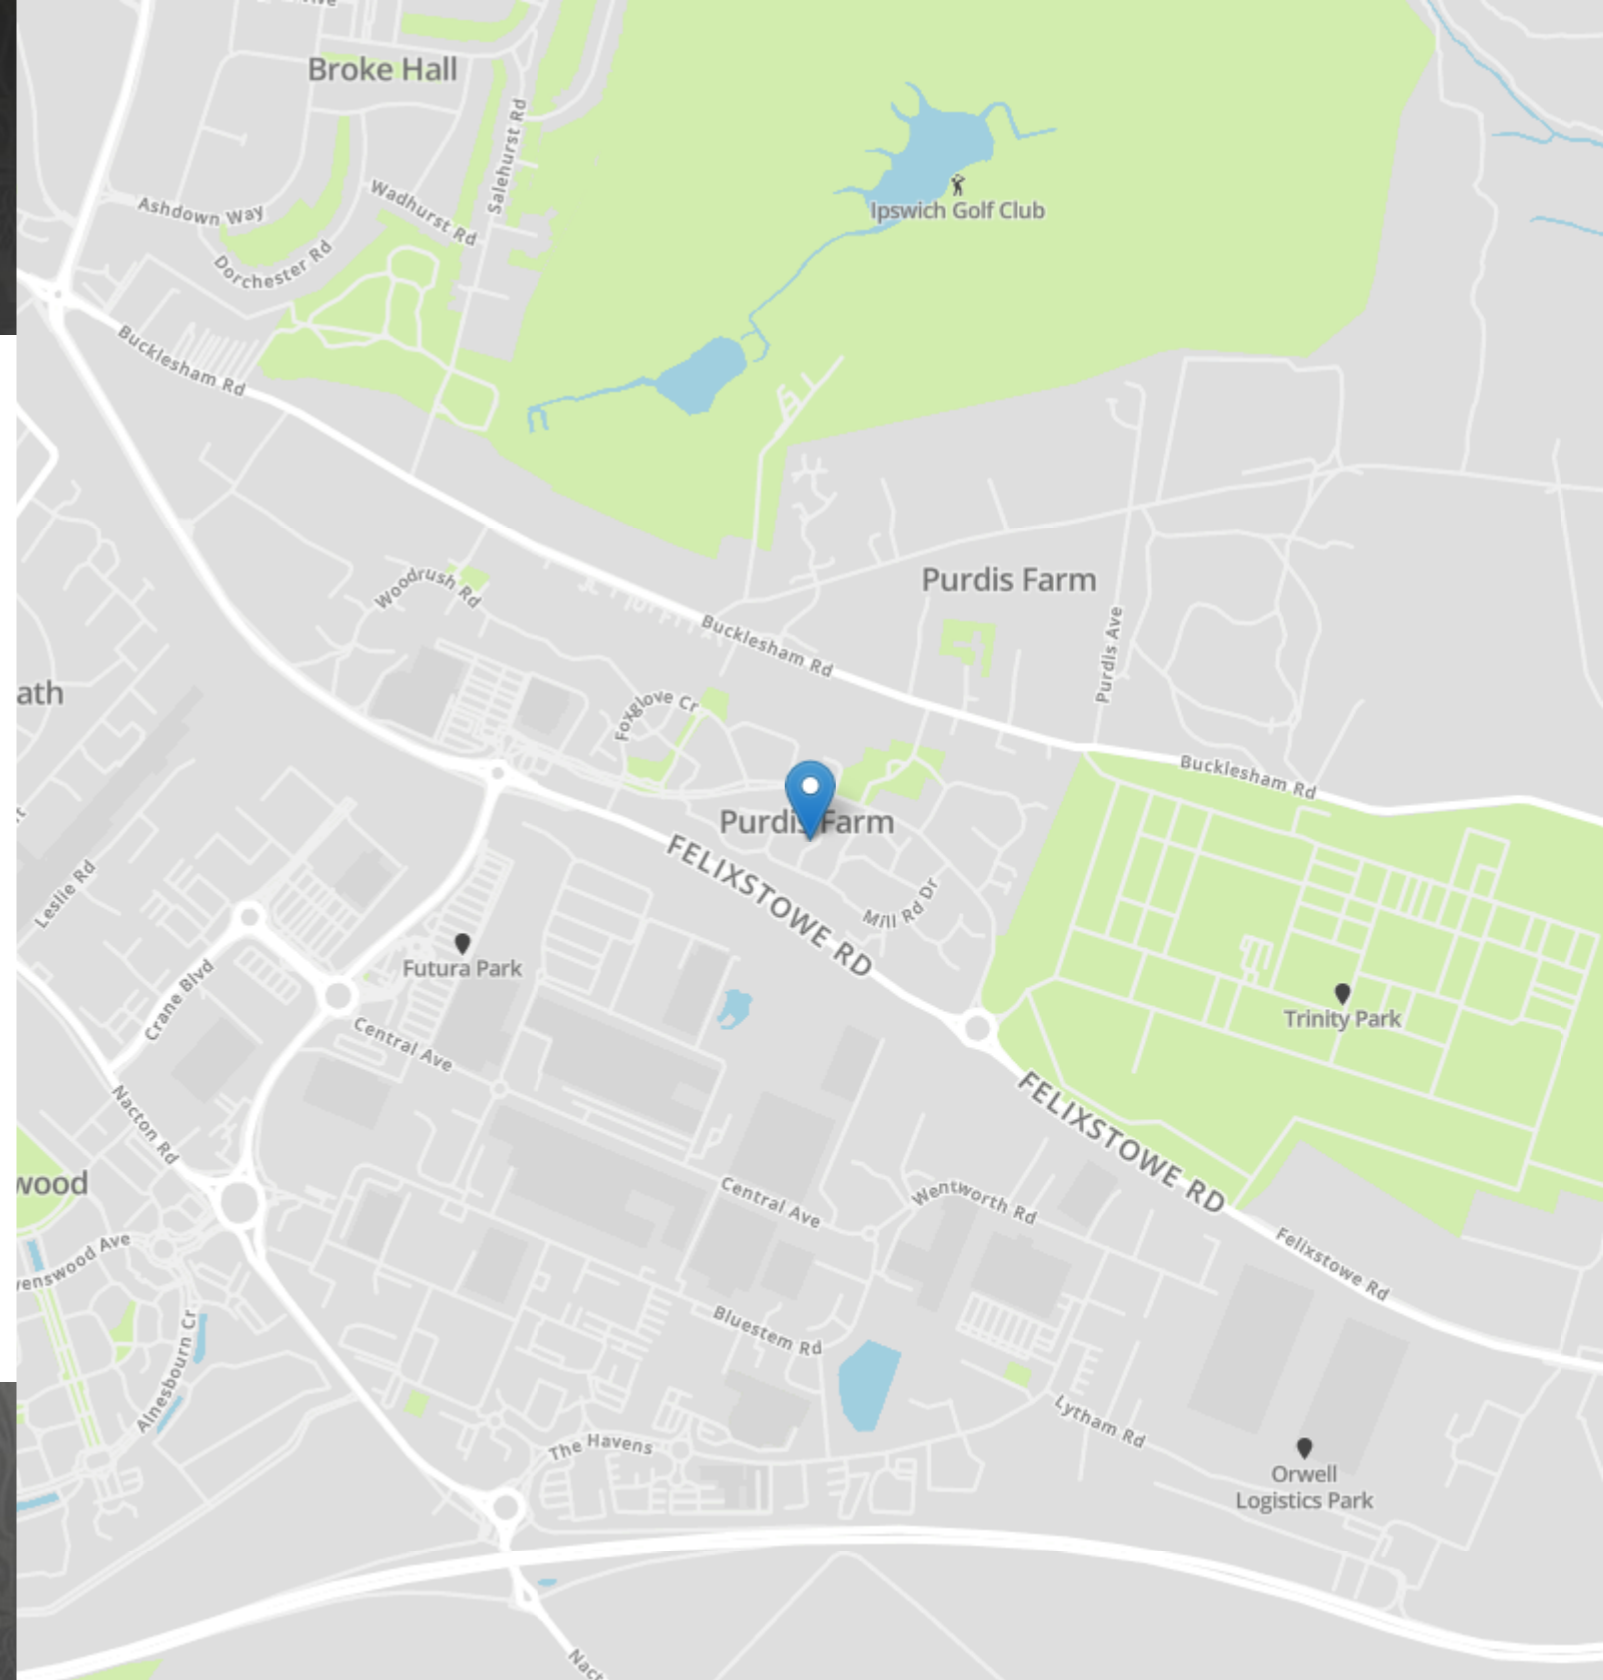 Broke Hall
Salehurst Rd
Ashdown Way
Wadhurst Rd
Dorchester Rd
Ipswich Golf Club
Bucklesham Rd
Woodrush Rd
Purdis Farm
Bucklesham Rd
Purdis Ave
ath
Foxglove Cr
Bucklesham Rd
Purdis Farm
FELIXSTOWE RD
Leslie Rd
Mill Rd Dr
Futura Park
Crane Blvd
Trinity Park
Central Ave
FELIXSTOWE RD
Nacton Rd
wood
Central Ave
Wentworth Rd
venswood Ave
Felixstowe Rd
Alnesbourn Cr
Bluestem Rd
Lytham Rd
The Havens
Orwell
Logistics Park
Nact